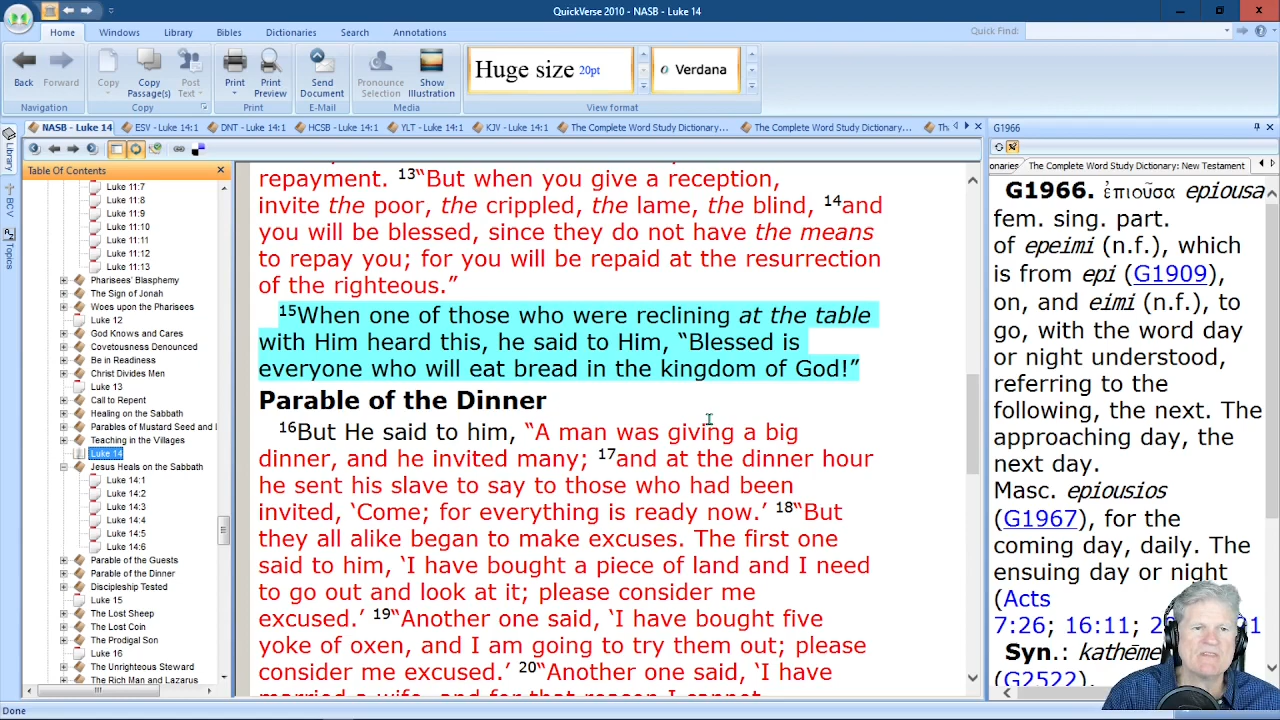 QuickVerse 2010 - NASB - Luke 14
Home
Windows
Library
Bibles
Dictionaries
Search
Annotations
Quick Find:
Back
Forward
Copy
Copy Passage(s)
Post Text
Print
Print Preview
Send Document
Pronounce Selection
Show Illustration
Huge size 20pt
Verdana
Navigation
Copy
Print
E-Mail
Media
View format
NASB - Luke 14
ESV - Luke 14:1
DNT - Luke 14:1
HCSB - Luke 14:1
YLT - Luke 14:1
KJV - Luke 14:1
The Complete Word Study Dictionary...
The Complete Word Study Dictionary...
Th
Library
BCV
Topics
Table Of Contents
Luke 11:7
Luke 11:8
Luke 11:9
Luke 11:10
Luke 11:11
Luke 11:12
Luke 11:13
Pharisees' Blasphemy
The Sign of Jonah
Woes upon the Pharisees
Luke 12
God Knows and Cares
Covetousness Denounced
Be in Readiness
Christ Divides Men
Luke 13
Call to Repent
Healing on the Sabbath
Parables of Mustard Seed and
Teaching in the Villages
Luke 14
Jesus Heals on the Sabbath
Luke 14:1
Luke 14:2
Luke 14:3
Luke 14:4
Luke 14:5
Luke 14:6
Parable of the Guests
Parable of the Dinner
Discipleship Tested
Luke 15
The Lost Sheep
The Lost Coin
The Prodigal Son
Luke 16
The Unrighteous Steward
The Rich Man and Lazarus
repayment. 13“But when you give a reception,
invite the poor, the crippled, the lame, the blind, 14and
you will be blessed, since they do not have the means
to repay you; for you will be repaid at the resurrection
of the righteous.”
15When one of those who were reclining at the table
with Him heard this, he said to Him, “Blessed is
everyone who will eat bread in the kingdom of God!”
Parable of the Dinner
16But He said to him, “A man was giving a big
dinner, and he invited many; 17and at the dinner hour
he sent his slave to say to those who had been
invited, ‘Come; for everything is ready now.’ 18“But
they all alike began to make excuses. The first one
said to him, ‘I have bought a piece of land and I need
to go out and look at it; please consider me
excused.’ 19“Another one said, ‘I have bought five
yoke of oxen, and I am going to try them out; please
consider me excused.’ 20“Another one said, ‘I have
married a wife, and for that reason I cannot
G1966
onaries
The Complete Word Study Dictionary: New Testament
G1966. ἐπιοῦσα epiousa
fem. sing. part.
of epeimi (n.f.), which
is from epi (G1909),
on, and eimi (n.f.), to
go, with the word day
or night understood,
referring to the
following, the next. The
approaching day, the
next day.
Masc. epiousios
(G1967), for the
coming day, daily. The
ensuing day or night
(Acts
7:26; 16:11; 2
Syn.: kathēme
(G2522).
Done